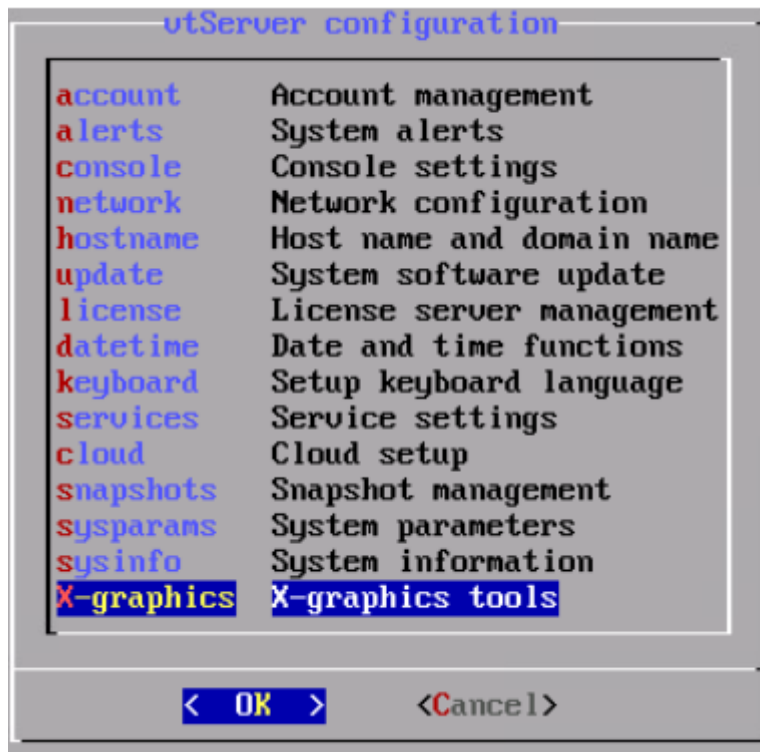 vtServer configuration
account Account management
alerts System alerts
console Console settings
network Network configuration
hostname Host name and domain name
update System software update
license License server management
datetime Date and time functions
keyboard Setup keyboard language
services Service settings
cloud Cloud setup
snapshots Snapshot management
sysparams System parameters
sysinfo System information
X-graphics X-graphics tools
< OK > <Cancel>